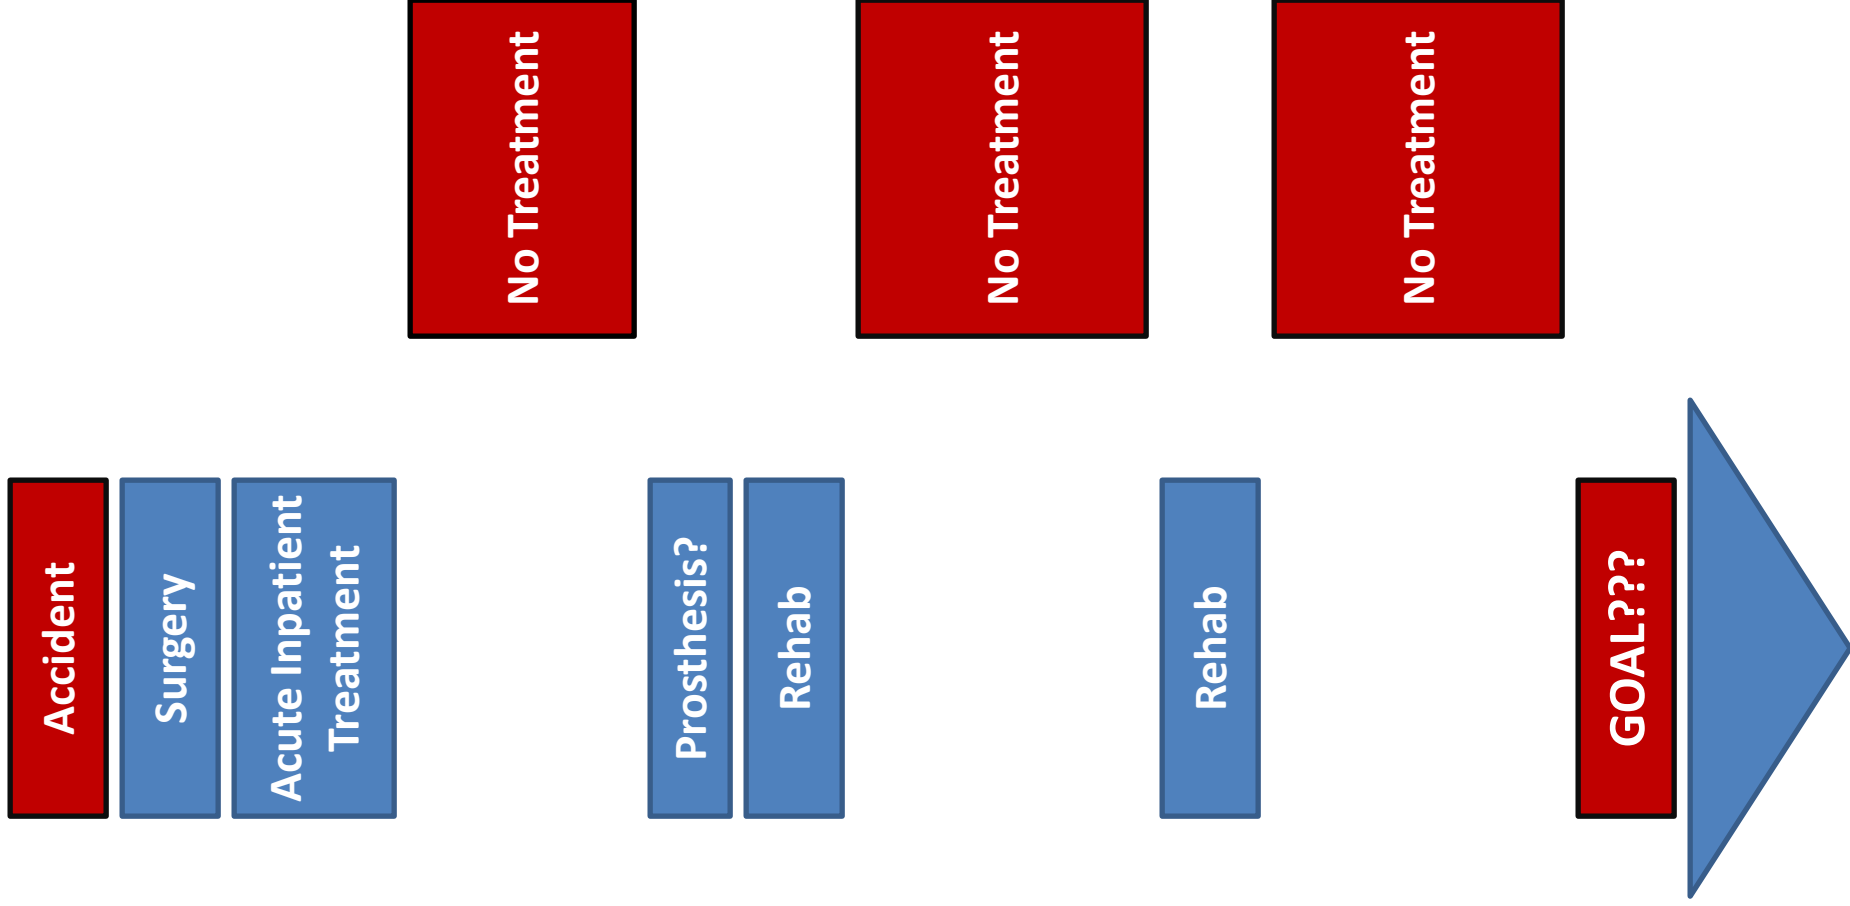 Accident
Surgery
Acute Inpatient
Treatment
No Treatment
Prosthesis?
Rehab
No Treatment
Rehab
No Treatment
GOAL???